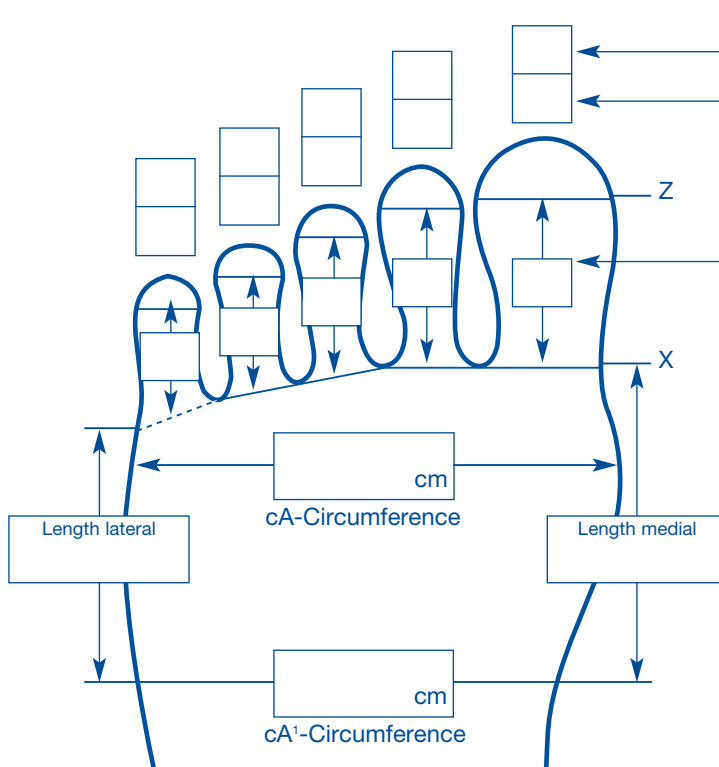 Z
X
cm
cA-Circumference
Length lateral
Length medial
cm
cA¹-Circumference